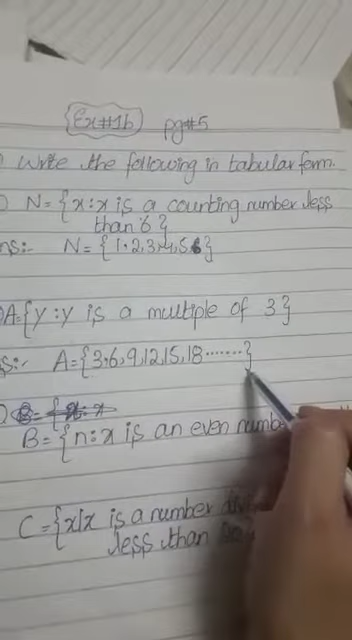 Ex#1b pg#5
Write the following in tabular form.
N={x:x is a counting number less
than 6}
ns:- N={1,2,3,4,5}
A={y:y is a multiple of 3}
s:- A={3,6,9,12,15,18.......}
B={n:x is an even
C={x|x is a number
less than